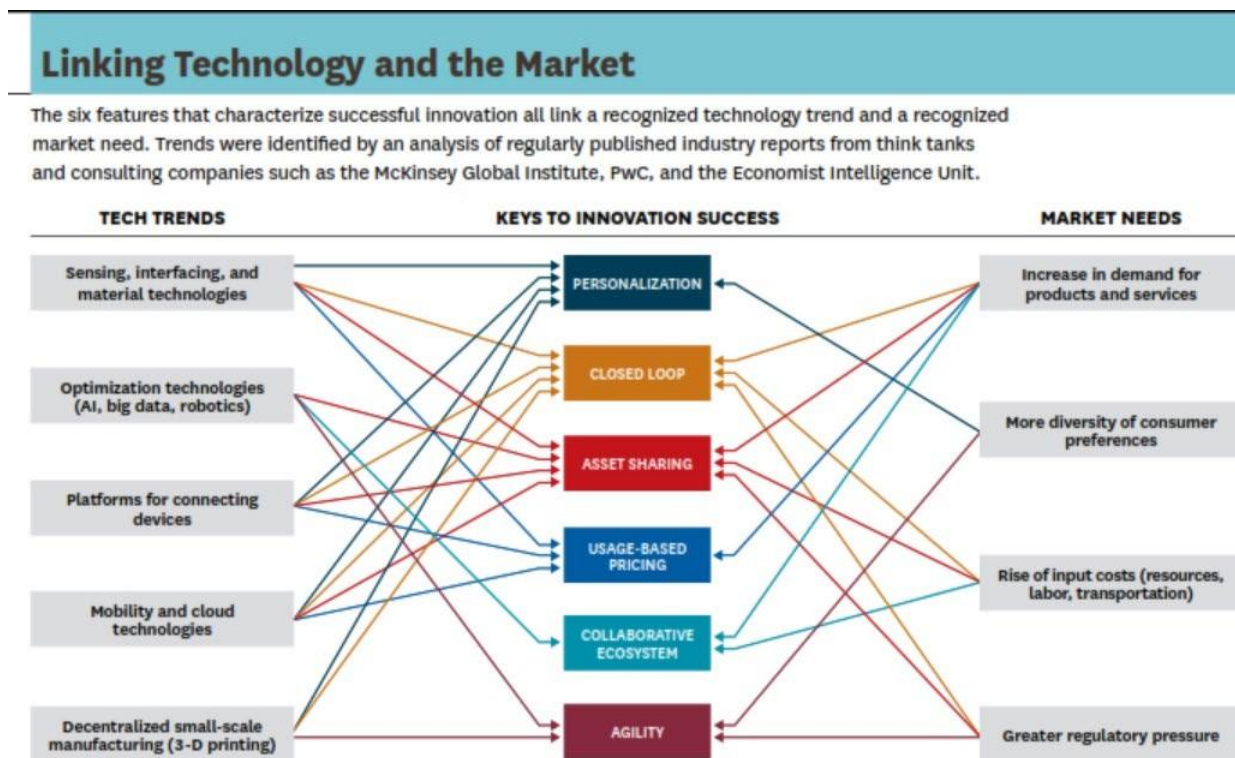 Linking Technology and the Market
The six features that characterize successful innovation all link a recognized technology trend and a recognized
market need. Trends were identified by an analysis of regularly published industry reports from think tanks
and consulting companies such as the McKinsey Global Institute, PwC, and the Economist Intelligence Unit.
TECH TRENDS
KEYS TO INNOVATION SUCCESS
MARKET NEEDS
Sensing, interfacing, and
material technologies
Optimization technologies
(AI, big data, robotics)
Platforms for connecting
devices
Mobility and cloud
technologies
Decentralized small-scale
manufacturing (3-D printing)
PERSONALIZATION
CLOSED LOOP
ASSET SHARING
USAGE-BASED
PRICING
COLLABORATIVE
ECOSYSTEM
AGILITY
Increase in demand for
products and services
More diversity of consumer
preferences
Rise of input costs (resources,
labor, transportation)
Greater regulatory pressure